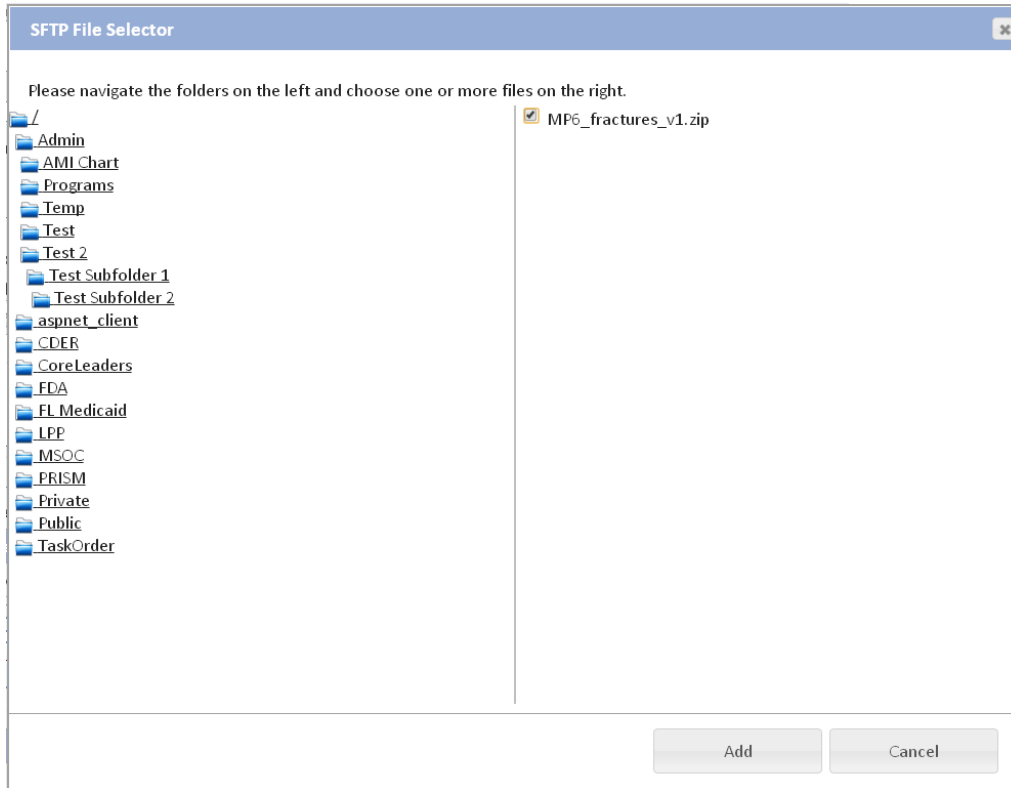 SFTP File Selector
Please navigate the folders on the left and choose one or more files on the right.
/
Admin
AMI Chart
Programs
Temp
Test
Test 2
Test Subfolder 1
Test Subfolder 2
aspnet_client
CDER
CoreLeaders
FDA
FL Medicaid
LPP
MSOC
PRISM
Private
Public
TaskOrder
MP6_fractures_v1.zip
Add
Cancel